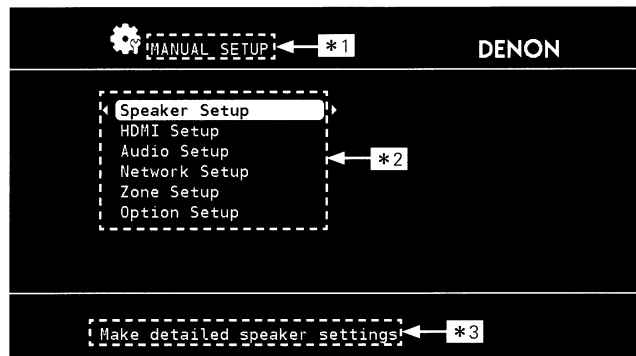 MANUAL SETUP
*1
DENON
Speaker Setup
HDMI Setup
Audio Setup
*2
Network Setup
Zone Setup
Option Setup
Make detailed speaker settings
*3